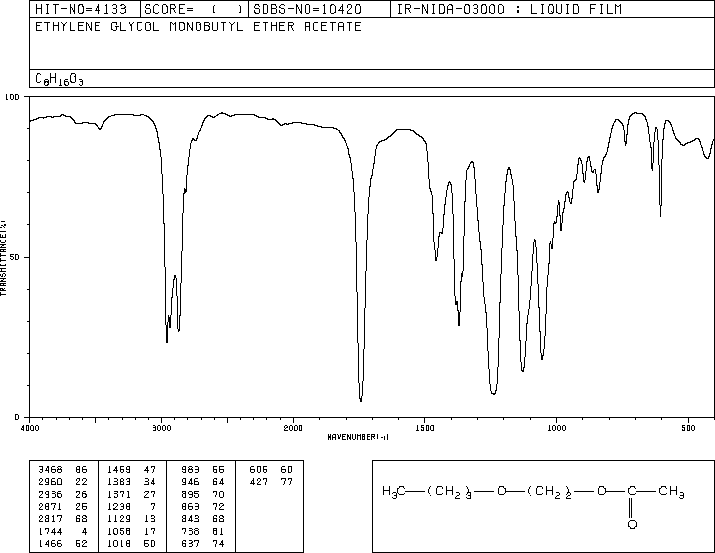 HIT-NO=4133 SCORE= ( ) SDBS-NO=10420 IR-NIDA-03000 : LIQUID FILM
ETHYLENE GLYCOL MONOBUTYL ETHER ACETATE
C8H16O3
100
50
0
TRANSMITTANCE(%)
4000 3000 2000 1500 1000 500
WAVENUMBER(-1)
3468 86 1459 47 983 55 606 60
2960 22 1383 34 946 64 427 77
2936 26 1371 27 895 70
2871 25 1238 7 863 72
2817 68 1129 13 843 68
1744 4 1058 17 738 81
1466 52 1018 50 637 74
H3C—(CH2)3—O—(CH2)2—O—C—CH3
O